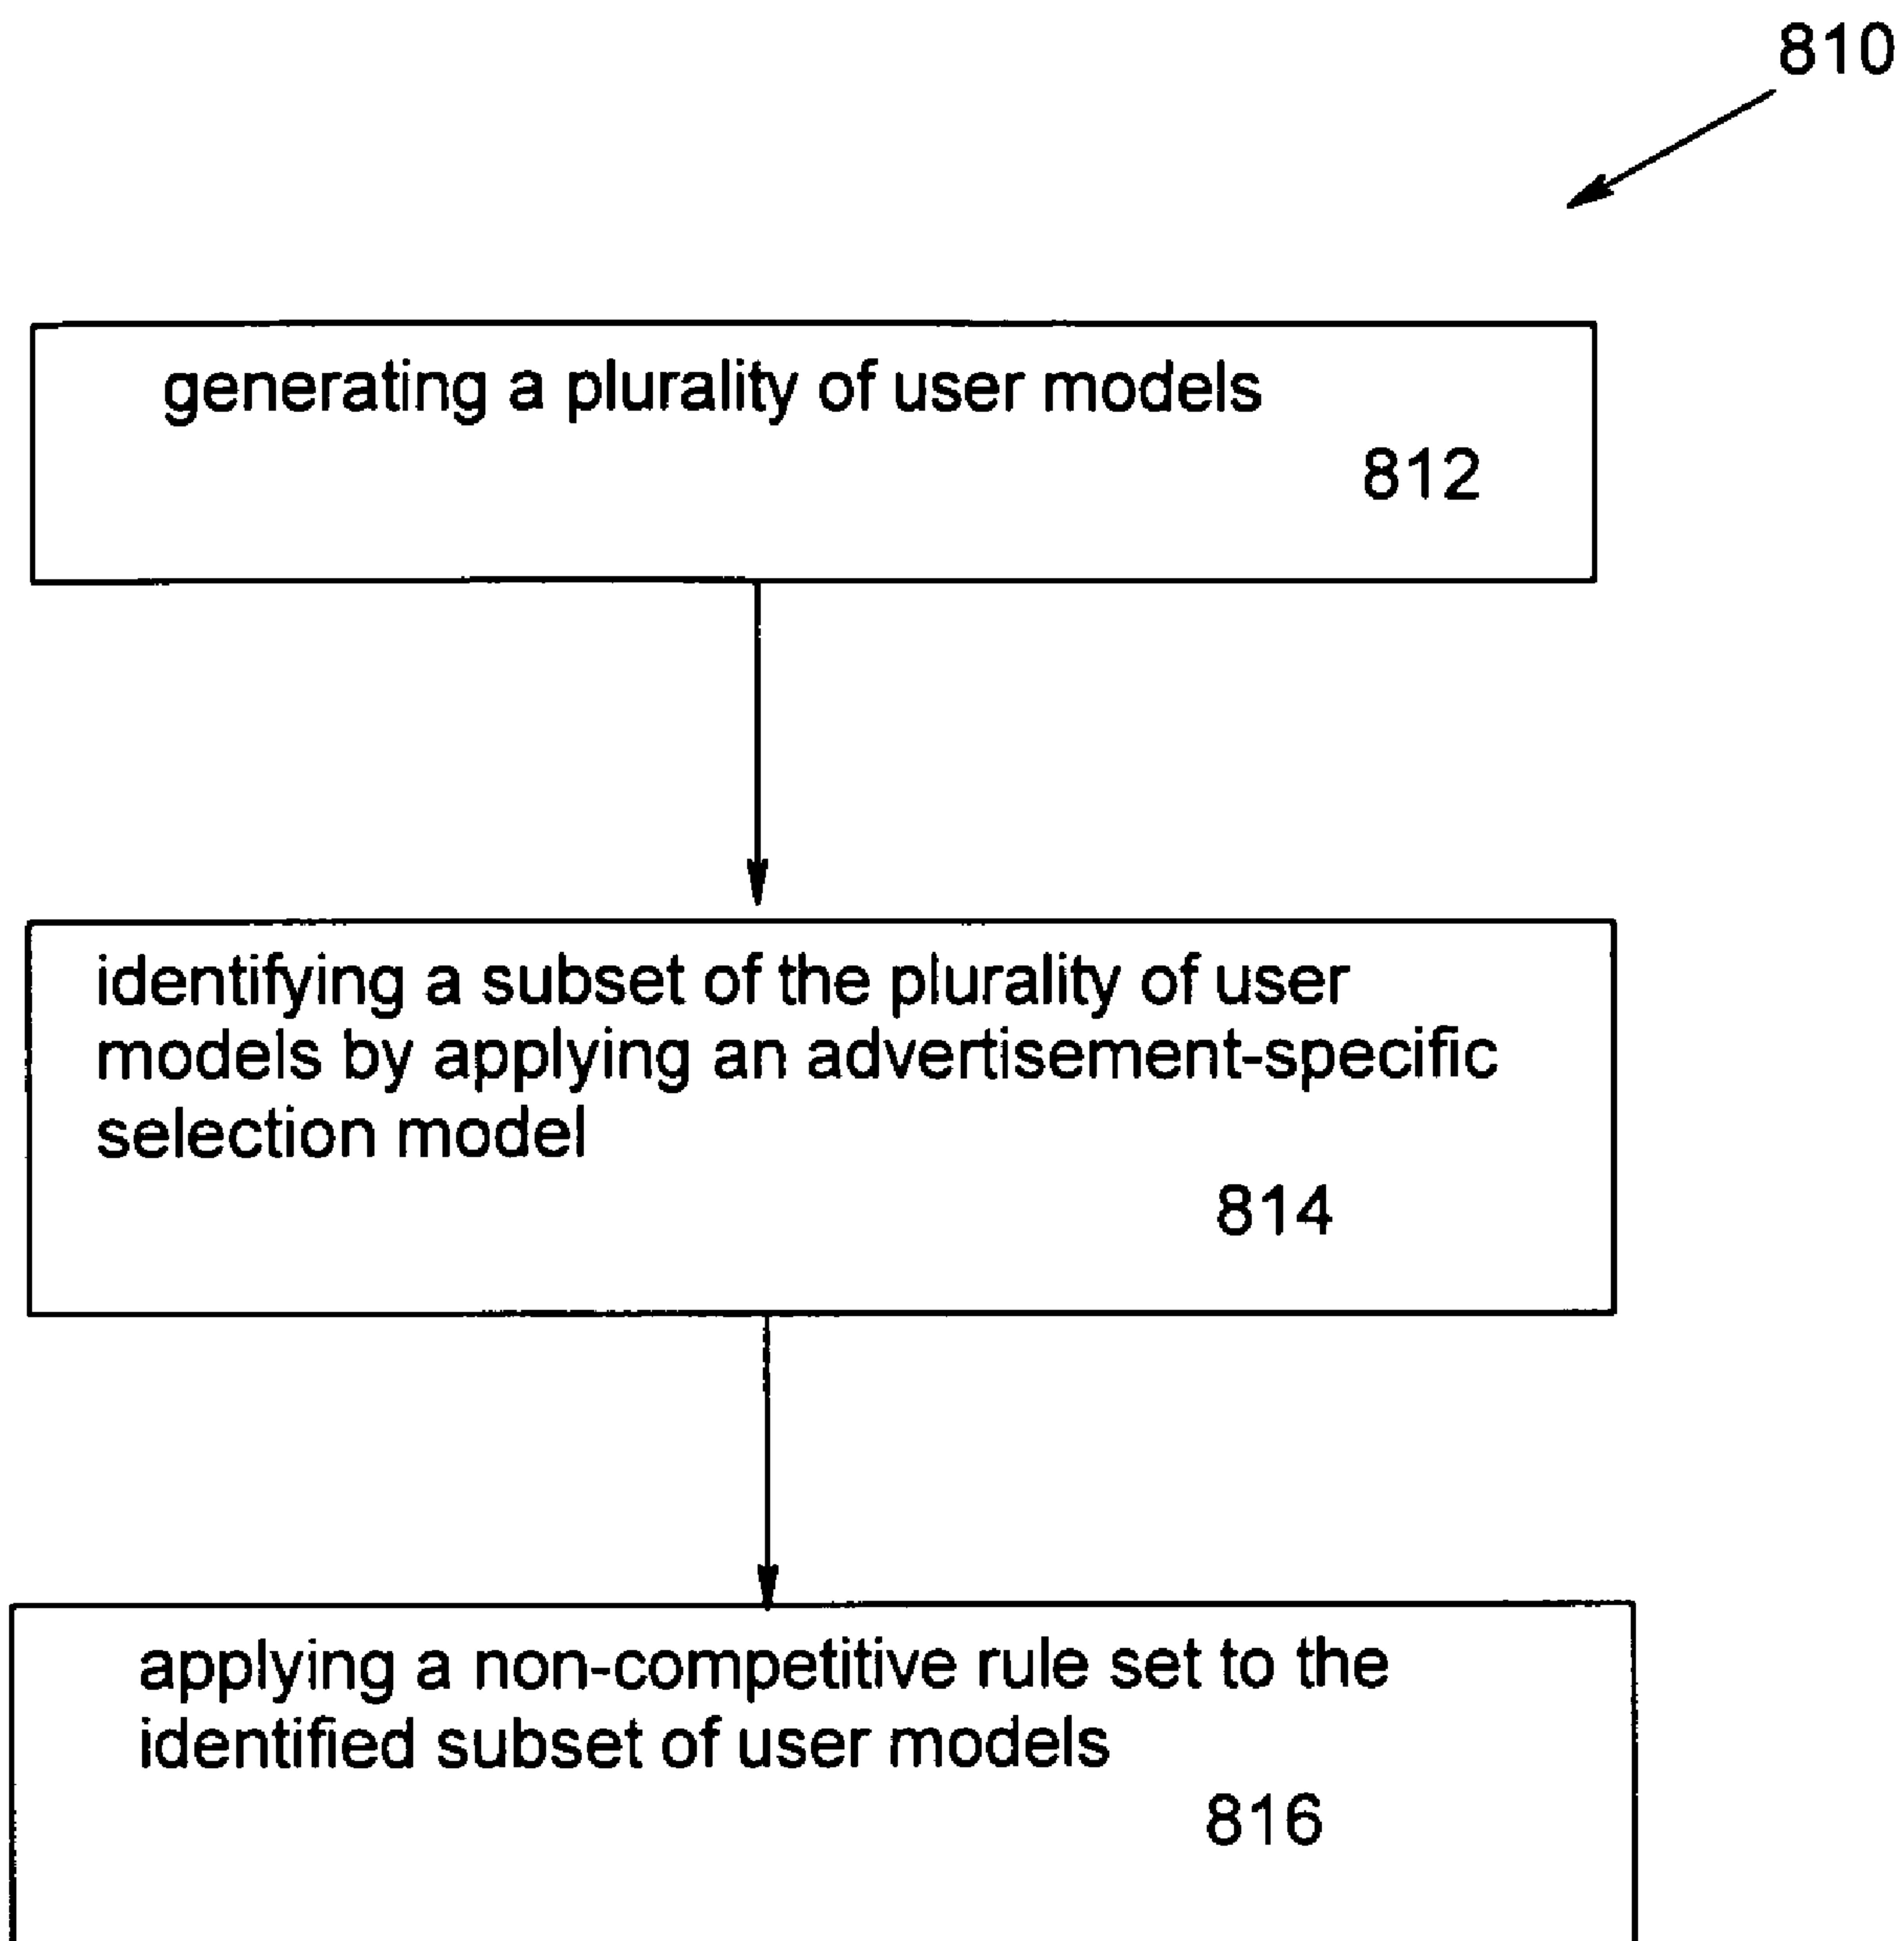 810
generating a plurality of user models
812
identifying a subset of the plurality of user
models by applying an advertisement-specific
selection model
814
applying a non-competitive rule set to the
identified subset of user models
816